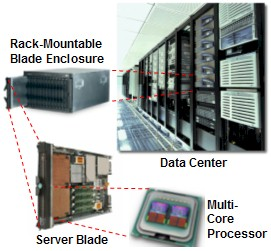 Rack-Mountable
Blade Enclosure
Data Center
Multi-
Core
Processor
Server Blade